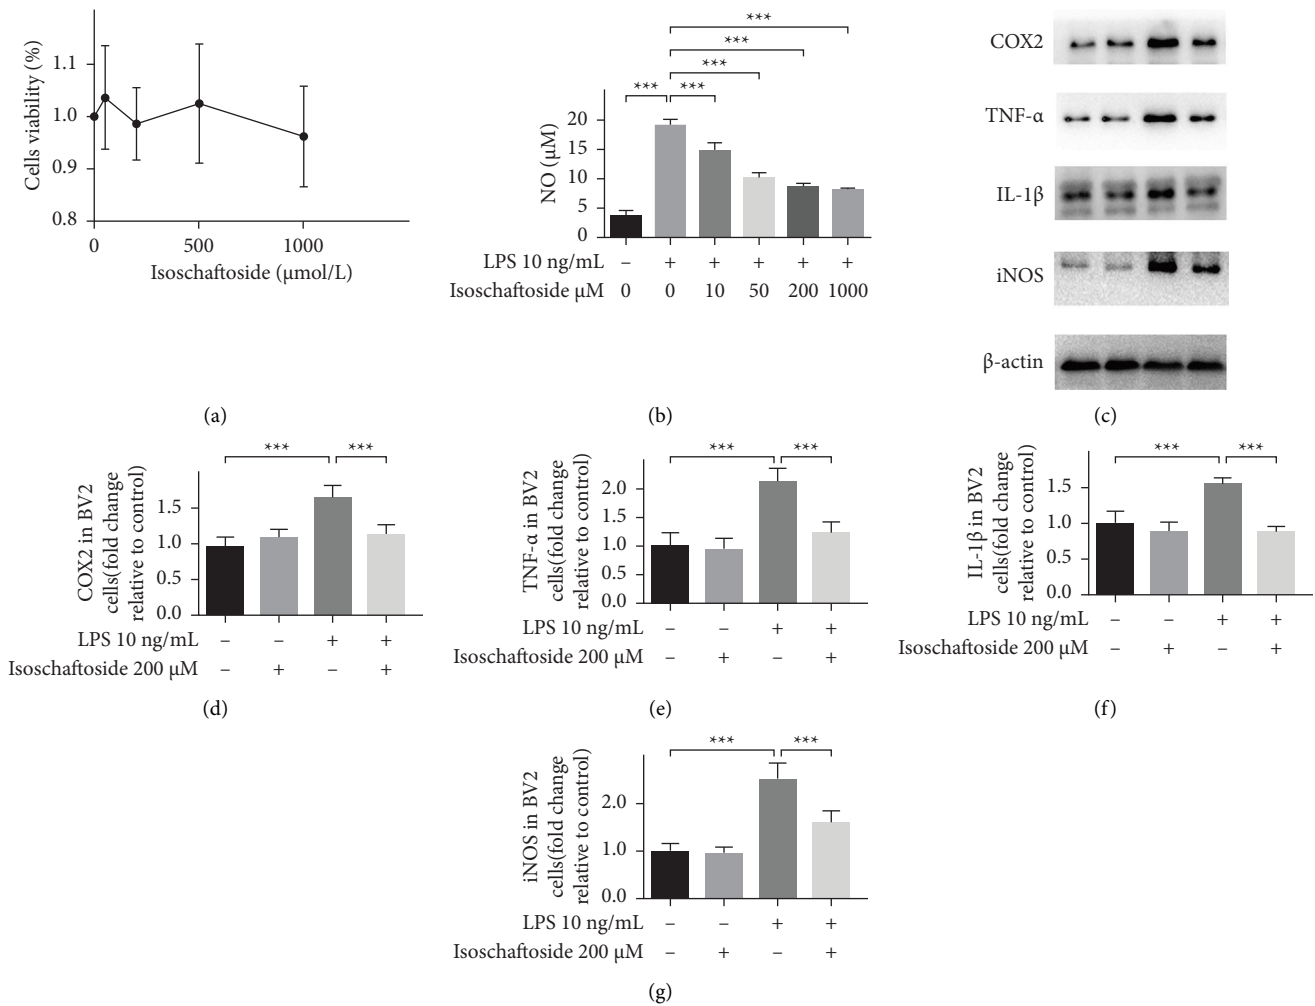 Cells viability (%)
1.1
1.0
0.9
0.8
0
500
1000
Isoschaftoside (μmol/L)
(a)
***
***
***
*** ***
NO (μM)
20
15
10
5
0
LPS 10 ng/mL – + + + + +
Isoschaftoside μM 0 0 10 50 200 1000
(b)
COX2
TNF-α
IL-1β
iNOS
β-actin
(c)
*** ***
COX2 in BV2
cells(fold change
relative to control)
1.5
1.0
0.5
0.0
LPS 10 ng/mL – – + +
Isoschaftoside 200 μM – + – +
(d)
*** ***
TNF-α in BV2
cells(fold change
relative to control)
2.0
1.5
1.0
0.5
0.0
LPS 10 ng/mL – – + +
Isoschaftoside 200 μM – + – +
(e)
*** ***
IL-1β in BV2
cells(fold change
relative to control)
1.5
1.0
0.5
0.0
LPS 10 ng/mL – – + +
Isoschaftoside 200 μM – + – +
(f)
*** ***
iNOS in BV2
cells(fold change
relative to control)
2.0
1.0
0.0
LPS 10 ng/mL – – + +
Isoschaftoside 200 μM – + – +
(g)